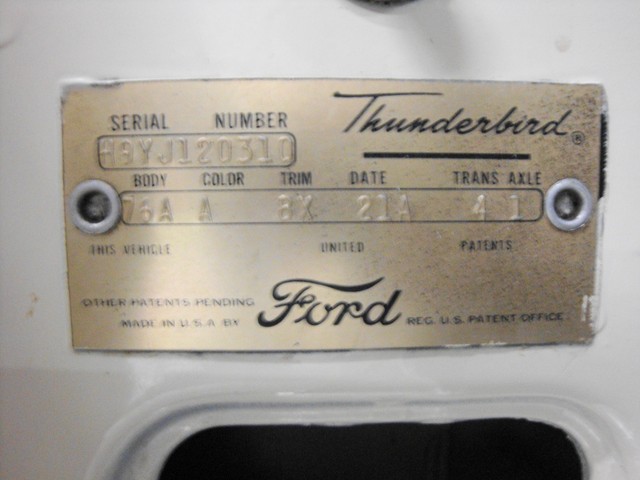 SERIAL NUMBER Thunderbird®
H9YJ120310
BODY COLOR TRIM DATE TRANS AXLE
76A A 8X 21A 4 1
THIS VEHICLE UNITED PATENTS
OTHER PATENTS PENDING
MADE IN U.S.A BY Ford REG. U.S. PATENT OFFICE.